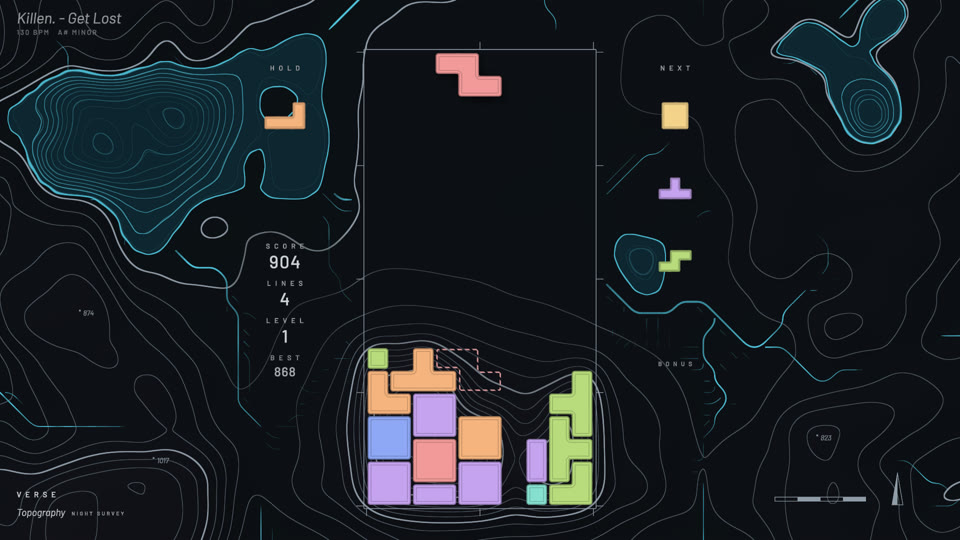 Killen. - Get Lost
130 BPM A# MINOR
HOLD
NEXT
SCORE
904
LINES
4
LEVEL
1
BEST
868
BONUS
874
1017
823
VERSE
Topography NIGHT SURVEY